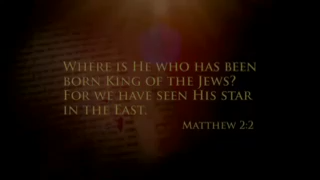 Where is He who has been
born King of the Jews?
For we have seen His star
in the East.
Matthew 2:2